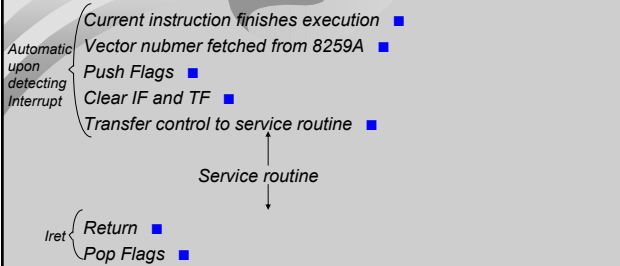 Current instruction finishes execution
Vector nubmer fetched from 8259A
Push Flags
Clear IF and TF
Transfer control to service routine
Automatic
upon
detecting
Interrupt
Service routine
Iret
Return
Pop Flags